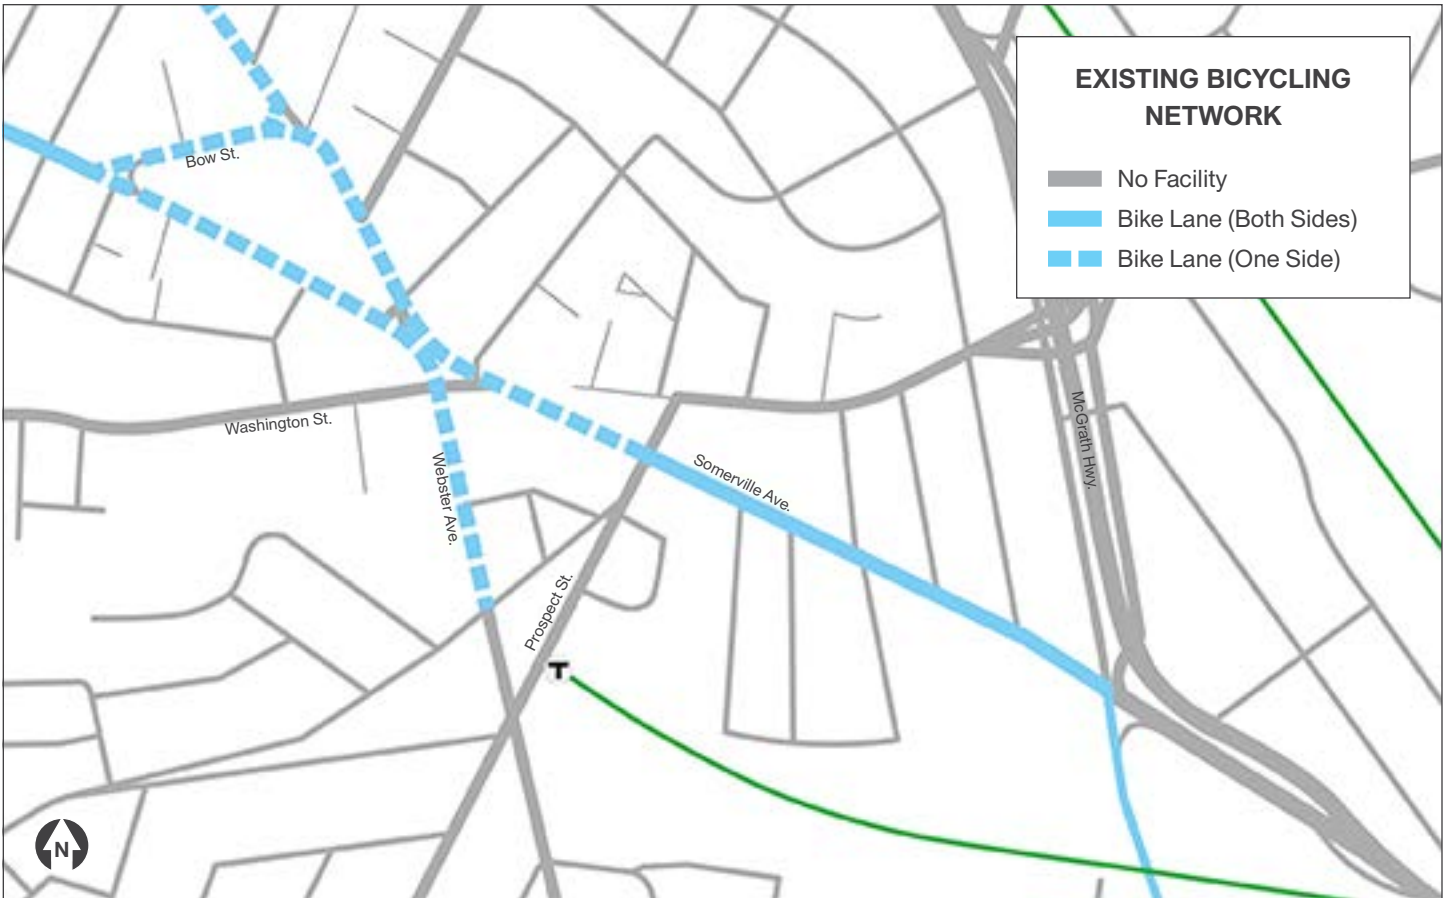 EXISTING BICYCLING
NETWORK
No Facility
Bike Lane (Both Sides)
Bike Lane (One Side)
Bow St.
Washington St.
Webster Ave.
Somerville Ave.
McGrath Hwy.
Prospect St.
T
N